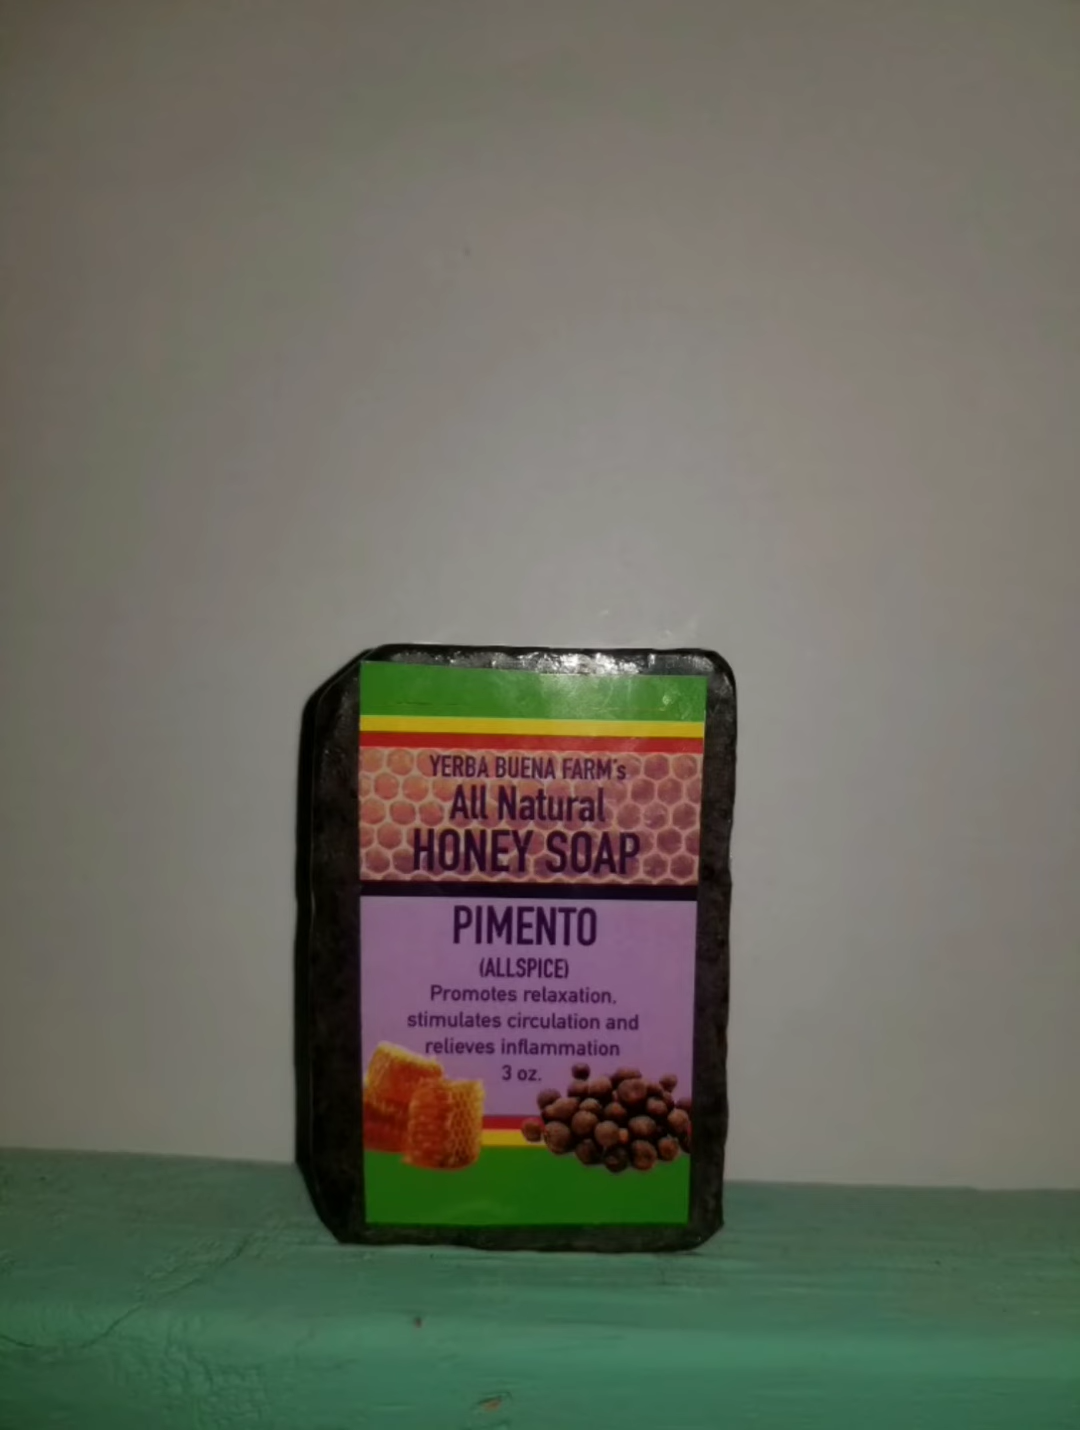 YERBA BUENA FARM's
All Natural
HONEY SOAP
PIMENTO
(ALLSPICE)
Promotes relaxation,
stimulates circulation and
relieves inflammation
3 oz.